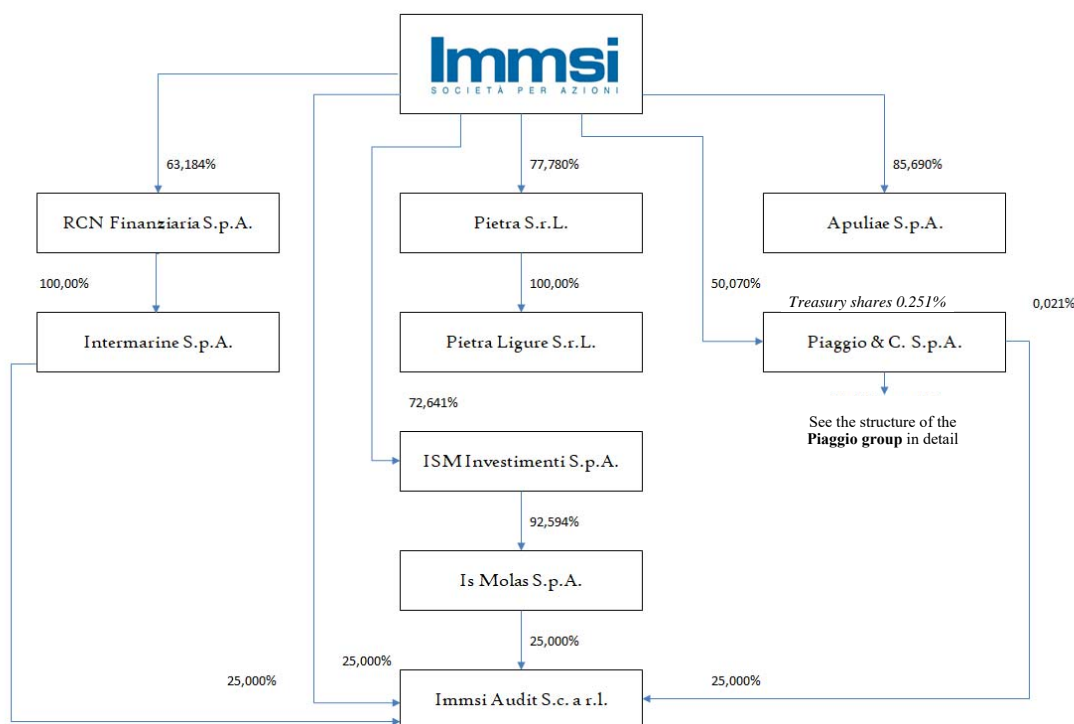 Immsi
SOCIETÀ PER AZIONI
63,184%
77,780%
85,690%
RCN Finanziaria S.p.A.
Pietra S.r.L.
Apuliae S.p.A.
100,00%
100,00%
50,070%
Treasury shares 0.251%
0,021%
Intermarine S.p.A.
Pietra Ligure S.r.L.
Piaggio & C. S.p.A.
72,641%
See the structure of the
Piaggio group in detail
ISM Investimenti S.p.A.
92,594%
Is Molas S.p.A.
25,000%
25,000%
25,000%
25,000%
Immsi Audit S.c. a r.l.